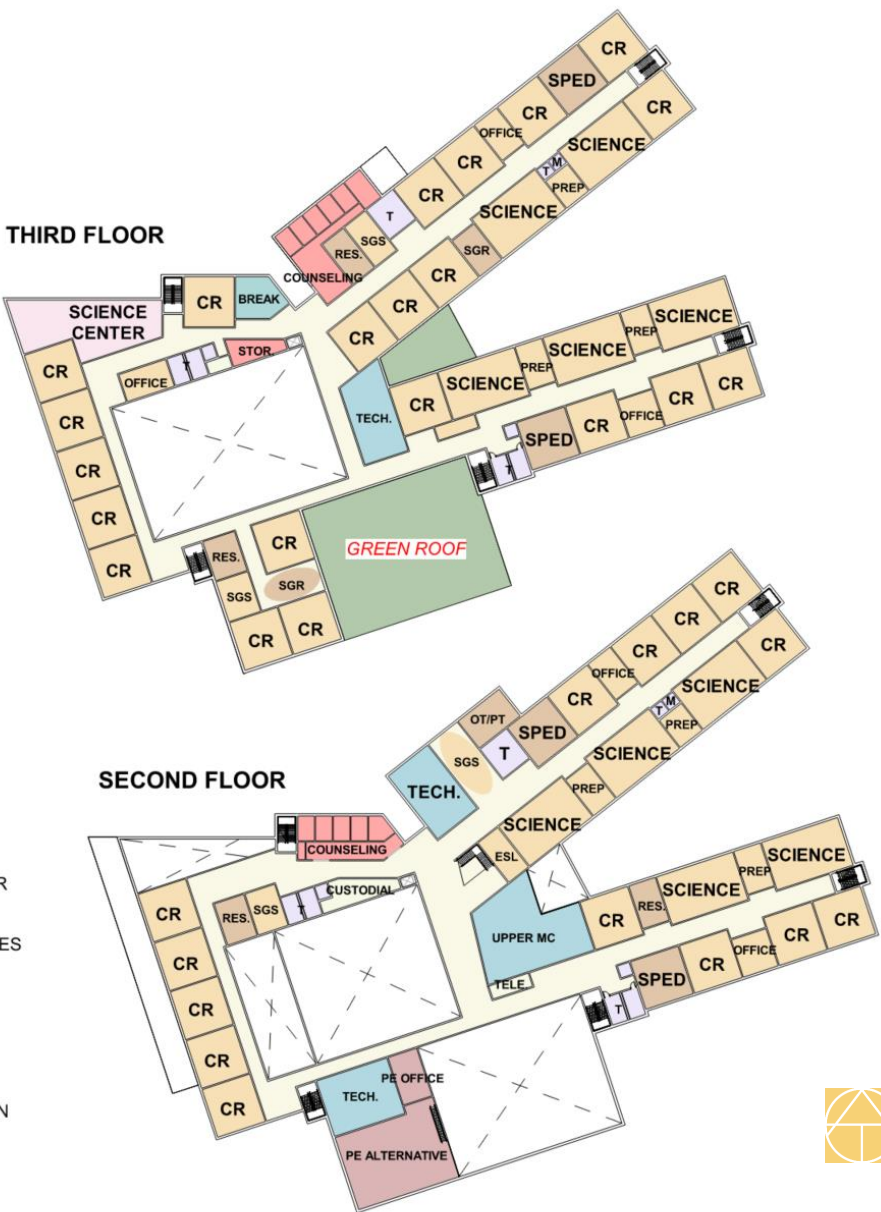 THIRD FLOOR
CR
SPED
CR
CR
OFFICE
SCIENCE
CR
T
M
PREP
CR
SCIENCE
T
SGS
RES.
SGR
COUNSELING
CR
CR
CR
CR
BREAK
SCIENCE
CENTER
STOR.
T
OFFICE
CR
CR
CR
CR
CR
SCIENCE
PREP
SCIENCE
PREP
SCIENCE
CR
TECH.
CR
CR
OFFICE
CR
SPED
T
GREEN ROOF
RES.
CR
SGS
SGR
CR
CR
SECOND FLOOR
CR
CR
CR
OFFICE
CR
CR
SCIENCE
T
M
PREP
SCIENCE
PREP
SCIENCE
ESL
OT/PT
SPED
T
SGS
TECH.
COUNSELING
CUSTODIAL
T
SGS
RES.
CR
CR
CR
CR
CR
SCIENCE
PREP
SCIENCE
RES.
CR
UPPER MC
TELE.
CR
CR
OFFICE
CR
SPED
T
PE OFFICE
TECH.
PE ALTERNATIVE
R
ES
N